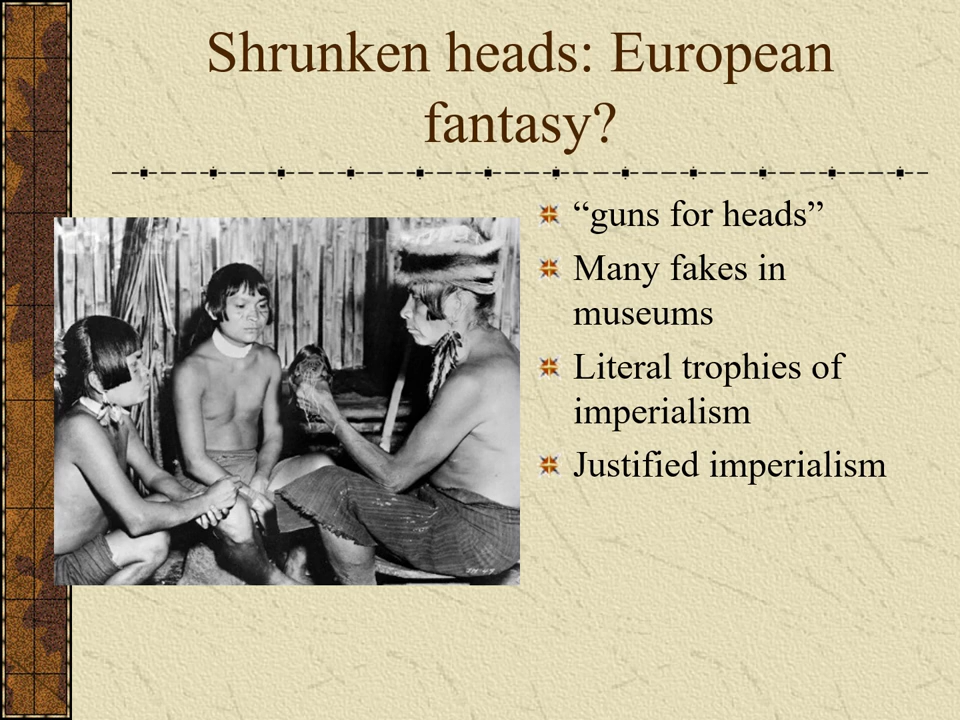 Shrunken heads: European
fantasy?
“guns for heads”
Many fakes in
museums
Literal trophies of
imperialism
Justified imperialism